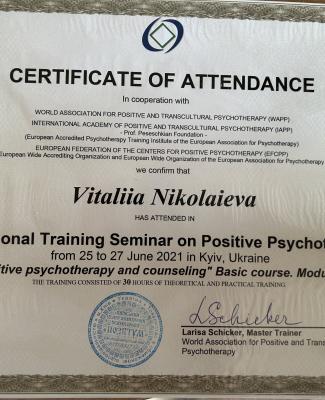 CERTIFICATE OF ATTENDANCE
In cooperation with
WORLD ASSOCIATION FOR POSITIVE AND TRANSCULTURAL PSYCHOTHERAPY (WAPP)
INTERNATIONAL ACADEMY OF POSITIVE AND TRANSCULTURAL PSYCHOTHERAPY (IAPP)
- Prof. Peseschkian Foundation -
(European Accredited Psychotherapy Training Institute of the European Association for Psychotherapy)
EUROPEAN FEDERATION OF THE CENTERS FOR POSITIVE PSYCHOTHERAPY (EFCPP)
European Wide Accrediting Organization and European Wide Organization of the European Association for Psychotherapy
we confirm that
Vitaliia Nikolaieva
HAS ATTENDED IN
onal Training Seminar on Positive Psychot
from 25 to 27 June 2021 in Kyiv, Ukraine
itive psychotherapy and counseling" Basic course. Modu
THE TRAINING CONSISTED OF 30 HOURS OF THEORETICAL AND PRACTICAL TRAINING.
LSchicker
Larisa Schicker, Master Trainer
World Association for Positive and Trans
Psychotherapy